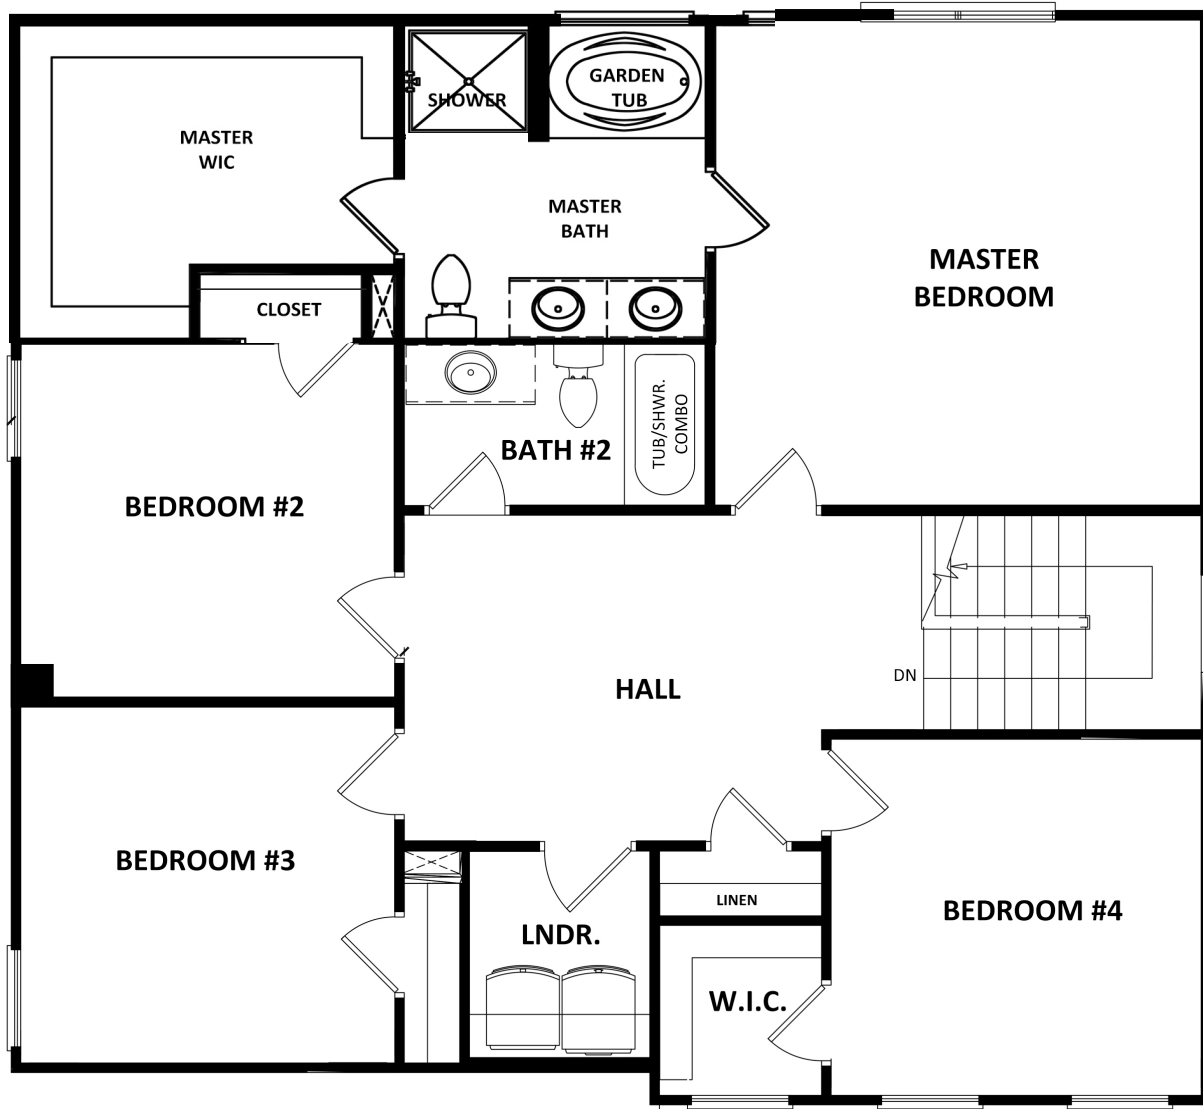 GARDEN
TUB
SHOWER
MASTER
WIC
MASTER
BATH
MASTER
BEDROOM
CLOSET
TUB/SHWR.
COMBO
BATH #2
BEDROOM #2
HALL
DN
BEDROOM #3
LINEN
BEDROOM #4
LNDR.
W.I.C.